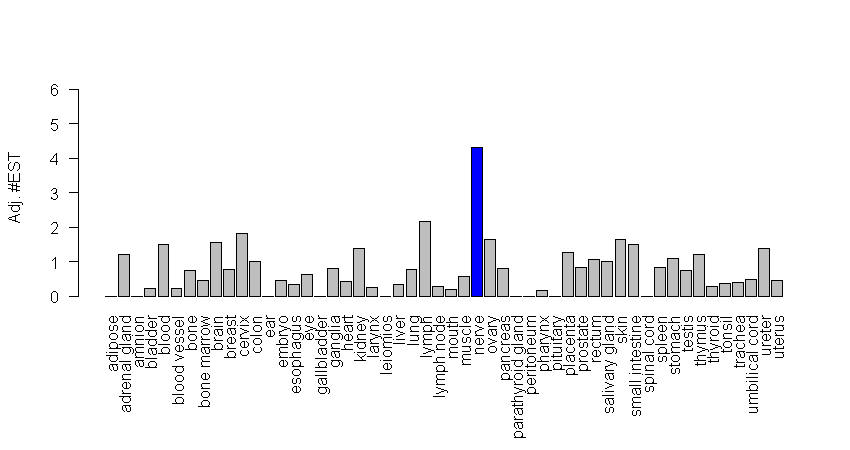 Adj. #EST
6
5
4
3
2
1
0
adipose
adrenal gland
amnion
bladder
blood
blood vessel
bone
bone marrow
brain
breast
cervix
colon
ear
embryo
esophagus
eye
gallbladder
ganglia
heart
kidney
larynx
leiomios
liver
lung
lymph
lymph node
mouth
muscle
nerve
ovary
pancreas
parathyroid gland
peritoneum
pharynx
pituitary
placenta
prostate
rectum
salivary gland
skin
small intestine
spinal cord
spleen
stomach
testis
thymus
thyroid
tonsil
trachea
umbilical cord
ureter
uterus